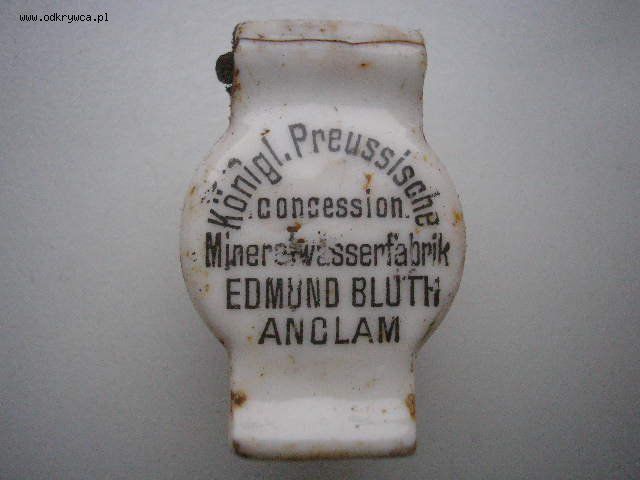 www.odkrywca.pl
Königl. Preussische
concession.
Mineralwasserfabrik
EDMUND BLUTH
ANCLAM